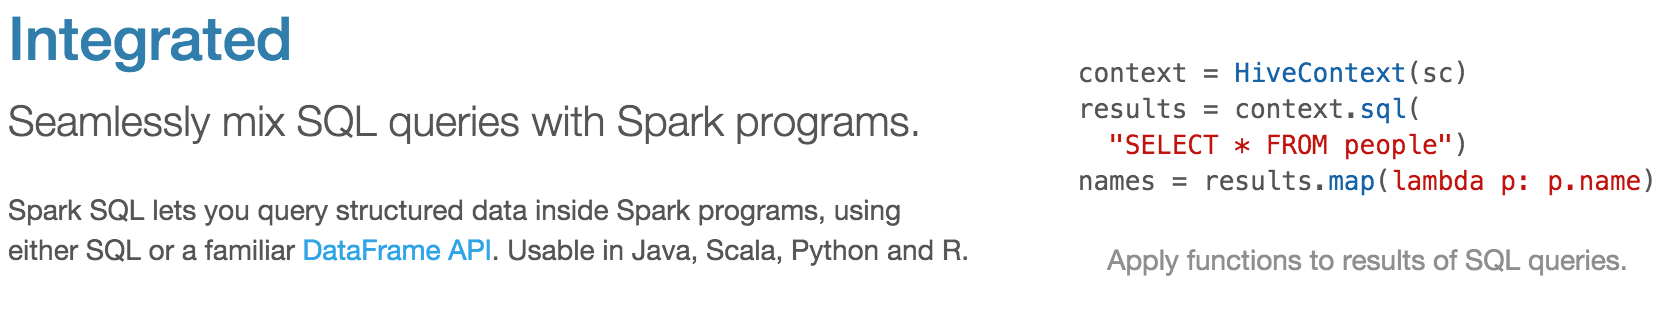 Integrated
Seamlessly mix SQL queries with Spark programs.
Spark SQL lets you query structured data inside Spark programs, using
either SQL or a familiar DataFrame API. Usable in Java, Scala, Python and R.
context = HiveContext(sc)
results = context.sql(
  "SELECT * FROM people")
names = results.map(lambda p: p.name)
Apply functions to results of SQL queries.